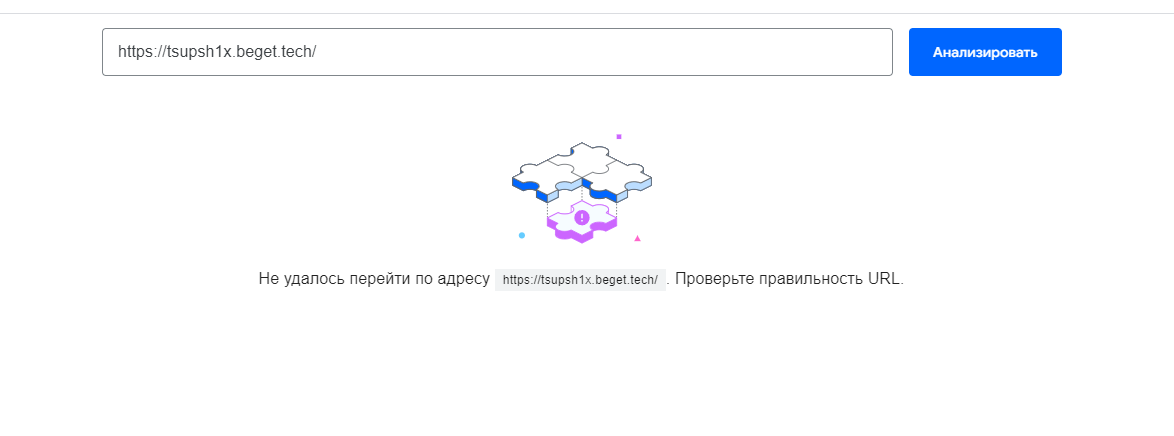 https://tsupsh1x.beget.tech/
Анализировать
Не удалось перейти по адресу https://tsupsh1x.beget.tech/ . Проверьте правильность URL.